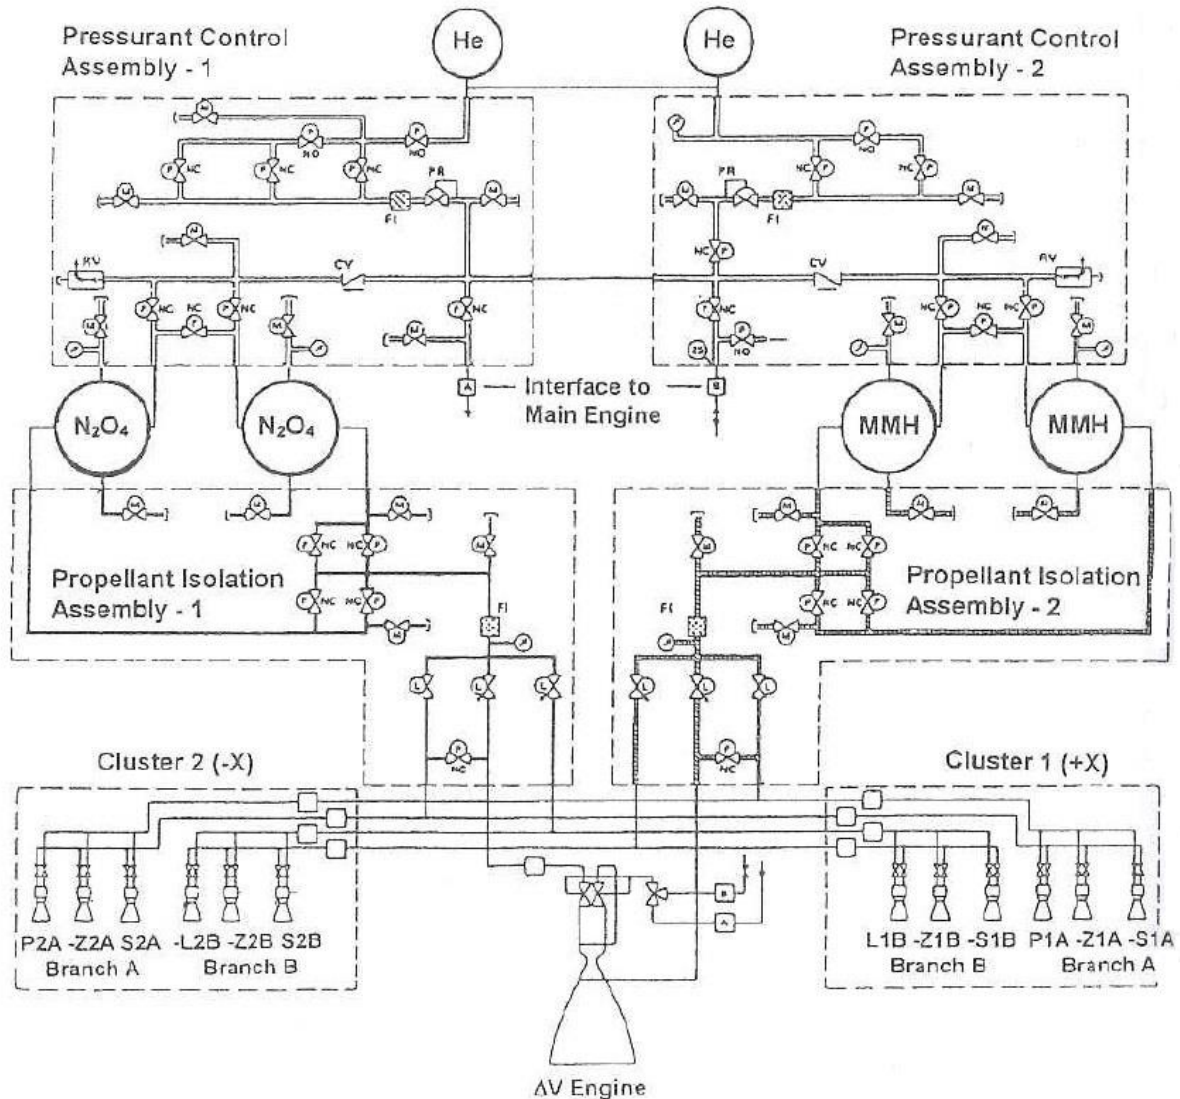 Pressurant Control
Assembly - 1
He
He
Pressurant Control
Assembly - 2
M
P
NO
P
NO
P
NO
P
NC
P
NC
P
NC
NC
P
NC
P
M
PR
M
FI
M
PR
FI
M
M
NC
P
M
RV
CV
CV
RV
P
NC
NC
P
NC
P
NC
NC
P
NC
P
NC
P
M
M
M
P
NO
M
M
A
Interface to
Main Engine
B
N₂O₄
N₂O₄
MMH
MMH
M
M
M
M
M
M
P
NC
NC
P
M
M
P
NC
NC
P
P
NC
NC
P
P
NC
NC
P
Propellant Isolation
Assembly - 1
Propellant Isolation
Assembly - 2
M
FI
FI
M
L
L
L
L
L
L
P
NC
P
NC
Cluster 2 (-X)
Cluster 1 (+X)
B
A
P2A -Z2A S2A
-L2B -Z2B S2B
L1B -Z1B -S1B
P1A -Z1A -S1A
Branch A
Branch B
Branch B
Branch A
ΔV Engine